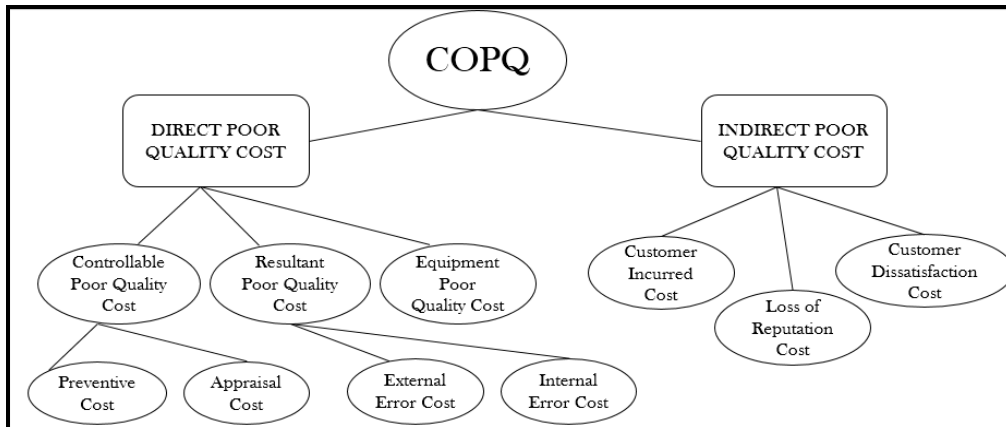 COPQ
DIRECT POOR
QUALITY COST
INDIRECT POOR
QUALITY COST
Controllable
Poor Quality
Cost
Resultant
Poor Quality
Cost
Equipment
Poor
Quality Cost
Customer
Incurred
Cost
Loss of
Reputation
Cost
Customer
Dissatisfaction
Cost
Preventive
Cost
Appraisal
Cost
External
Error Cost
Internal
Error Cost